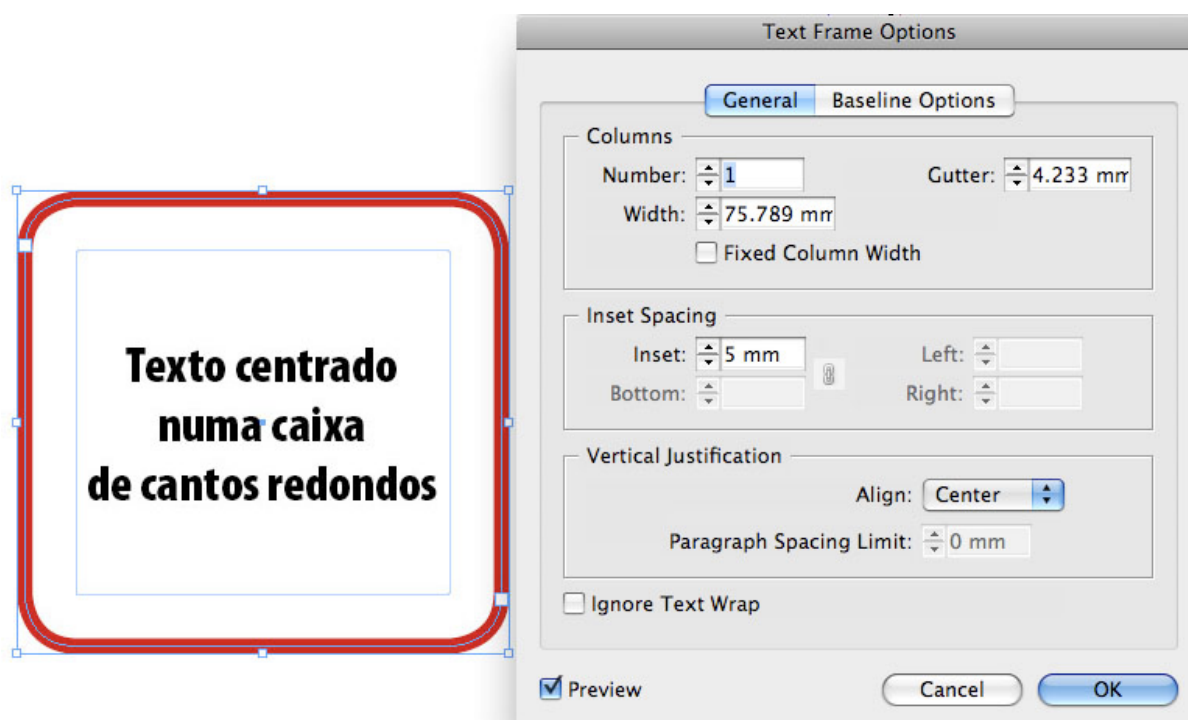 Text Frame Options
General Baseline Options
Columns
Number: 1 Gutter: 4.233 mm
Width: 75.789 mm
Fixed Column Width
Inset Spacing
Inset: 5 mm Left:
Bottom: Right:
Vertical Justification
Align: Center
Paragraph Spacing Limit: 0 mm
Ignore Text Wrap
Preview Cancel OK
Texto centrado
numa caixa
de cantos redondos